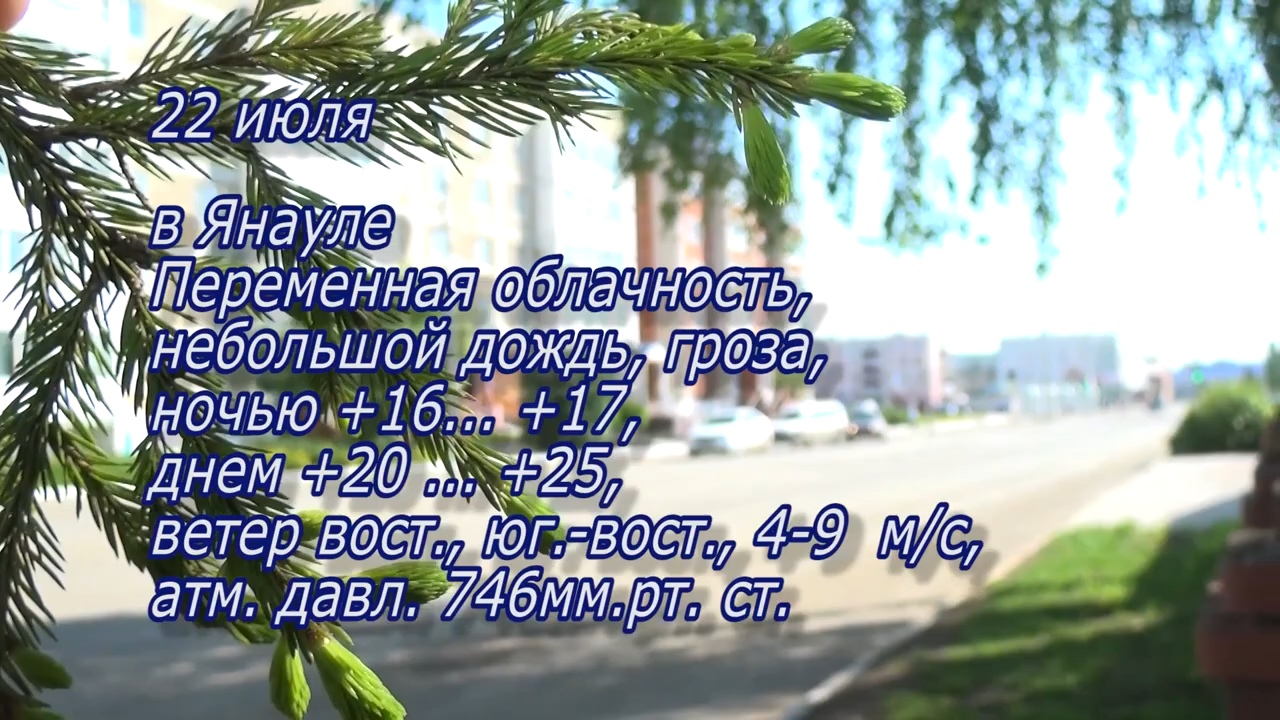 22 июля
в Янауле
Переменная облачность,
небольшой дождь, гроза,
ночью +16... +17,
днем +20 ... +25,
ветер вост., юг.-вост., 4-9 м/с,
атм. давл. 746мм.рт. ст.